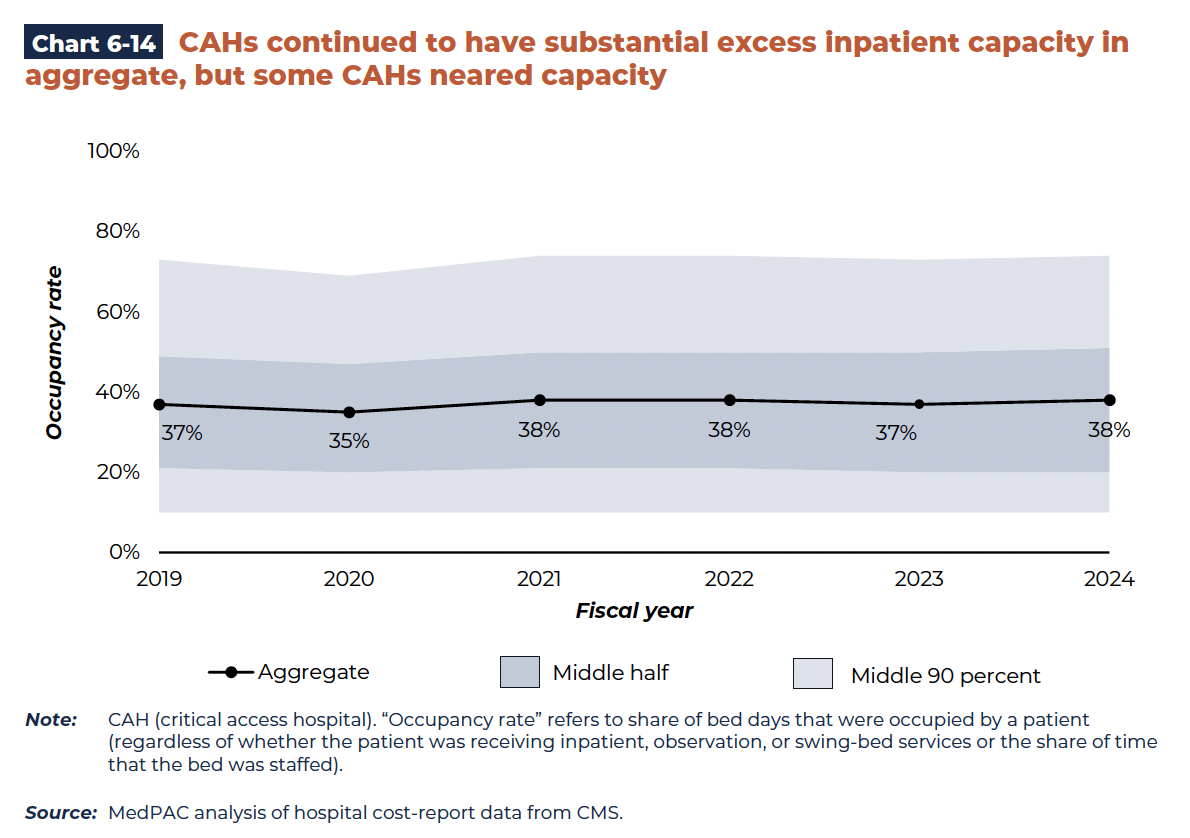 Chart 6-14 CAHs continued to have substantial excess inpatient capacity in
aggregate, but some CAHs neared capacity
100%
80%
60%
40%
20%
0%
Occupancy rate
37%
35%
38%
38%
37%
38%
2019
2020
2021
2022
2023
2024
Fiscal year
Aggregate
Middle half
Middle 90 percent
Note: CAH (critical access hospital). “Occupancy rate” refers to share of bed days that were occupied by a patient
(regardless of whether the patient was receiving inpatient, observation, or swing-bed services or the share of time
that the bed was staffed).
Source: MedPAC analysis of hospital cost-report data from CMS.